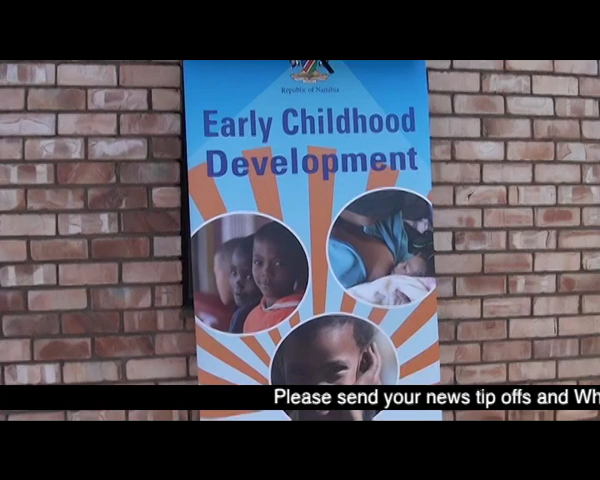 Republic of Namibia
Early Childhood
Development
Please send your news tip offs and Wh